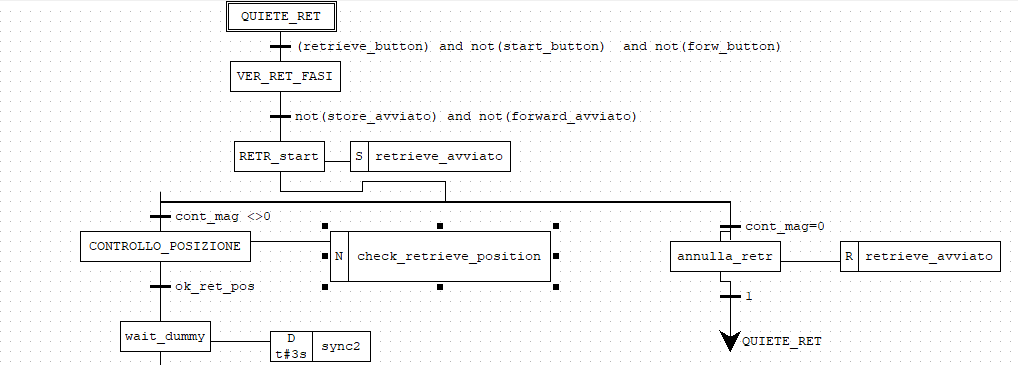 QUIETE_RET
(retrieve_button) and not(start_button) and not(forw_button)
VER_RET_FASI
not(store_avviato) and not(forward_avviato)
RETR_start
S retrieve_avviato
cont_mag <>0
cont_mag=0
CONTROLLO_POSIZIONE
N check_retrieve_position
annulla_retr
R retrieve_avviato
ok_ret_pos
1
wait_dummy
D
t#3s
sync2
QUIETE_RET